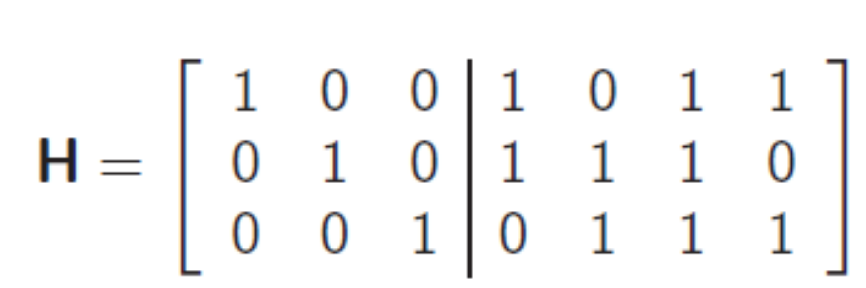 1 0 0 1 0 1 1
H = 0 1 0 1 1 1 0
0 0 1 0 1 1 1